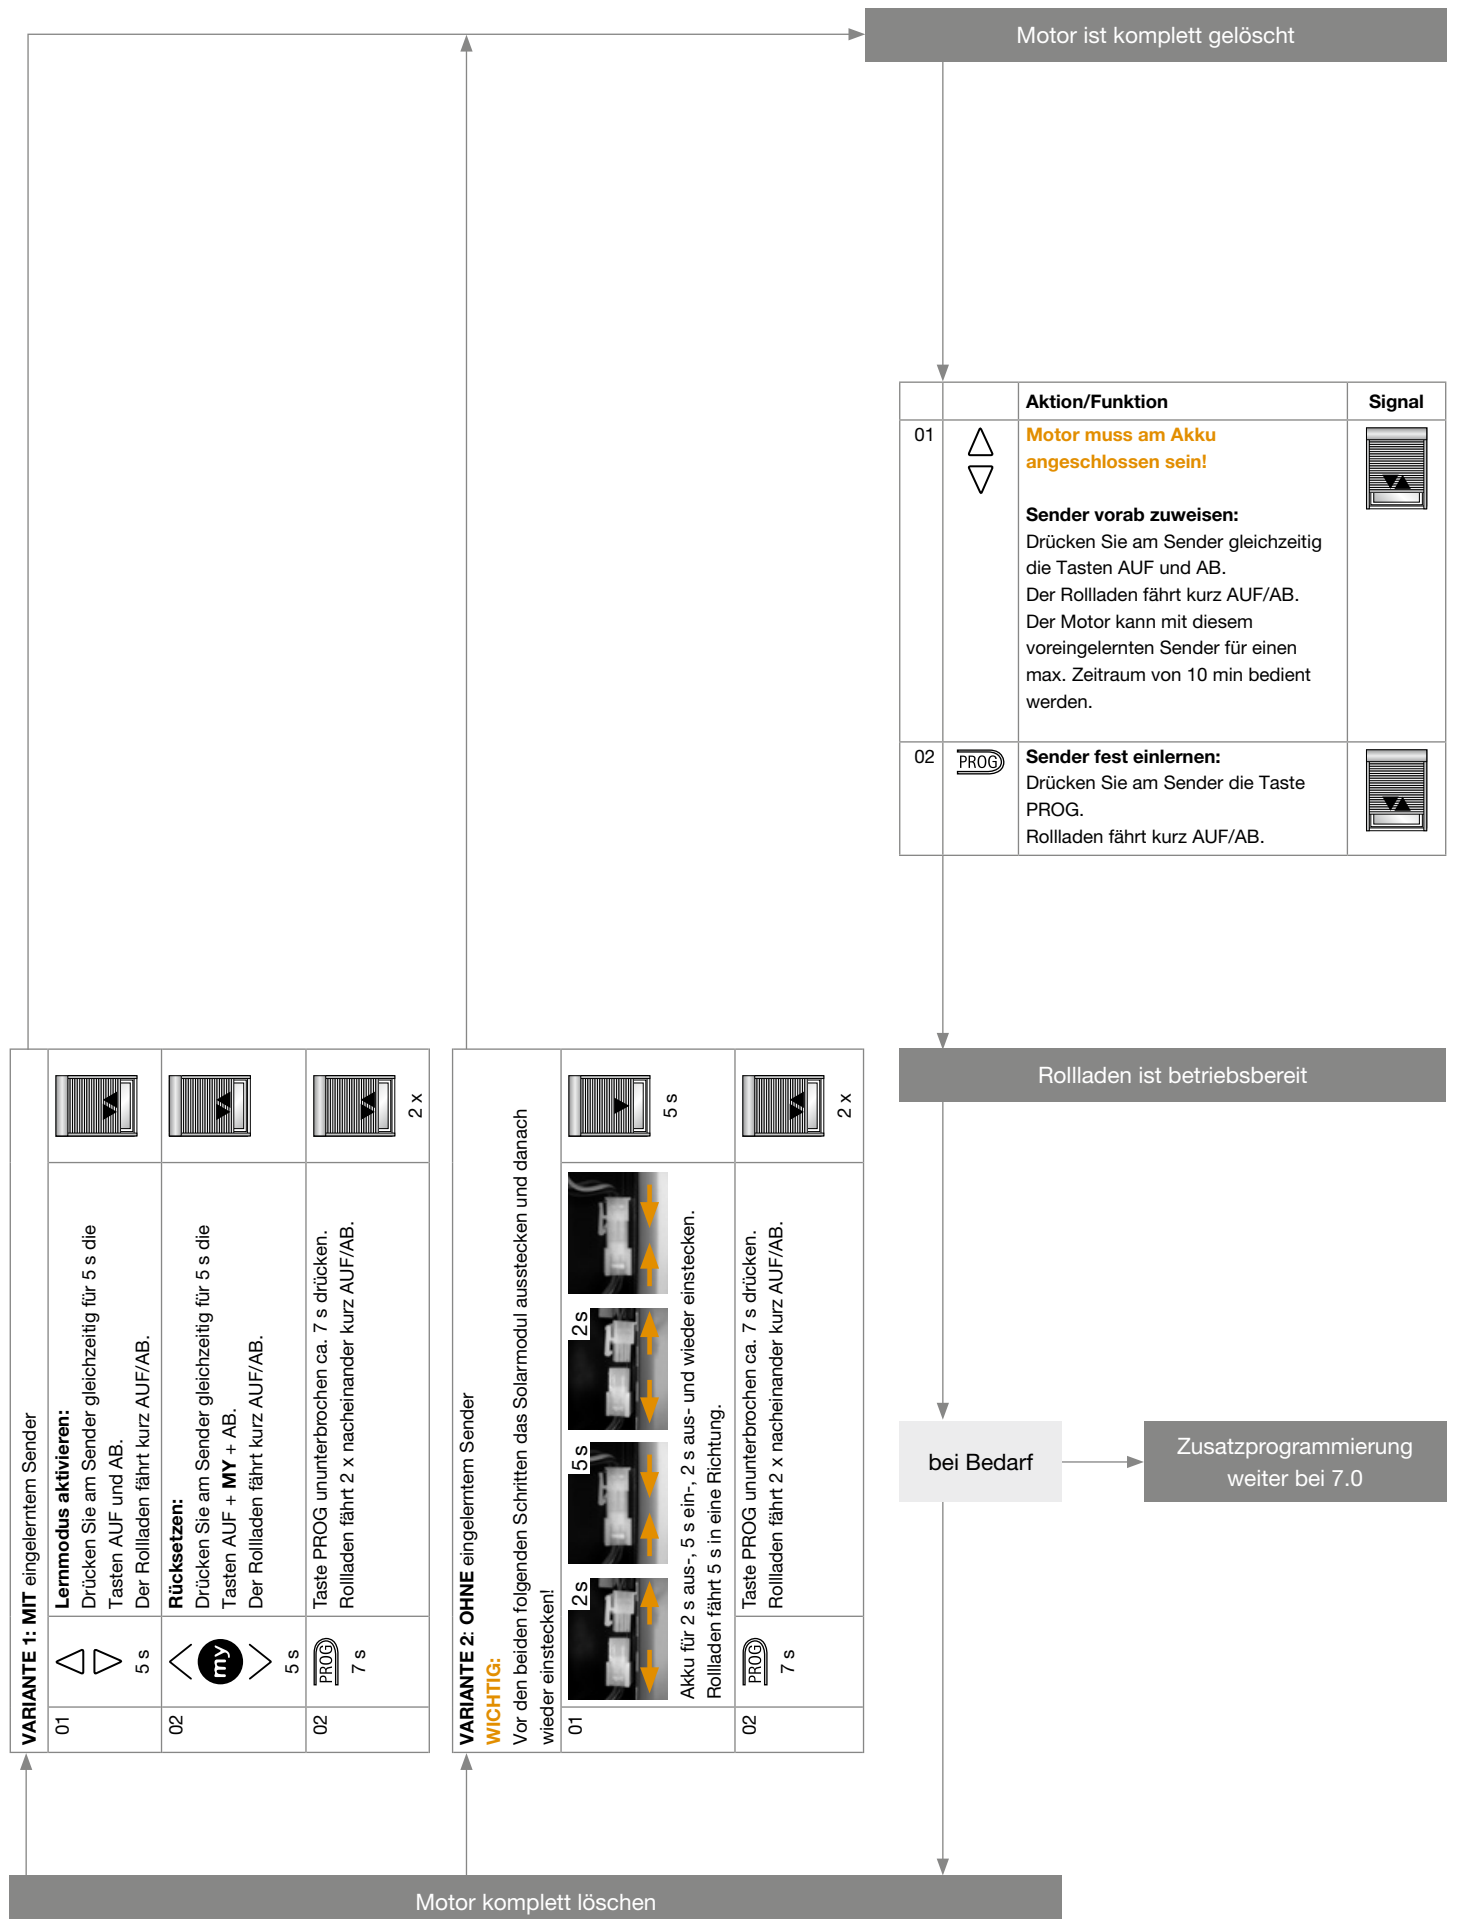 Motor ist komplett gelöscht
Aktion/Funktion
Signal
01
Motor muss am Akku
angeschlossen sein!
Sender vorab zuweisen:
Drücken Sie am Sender gleichzeitig
die Tasten AUF und AB.
Der Rollladen fährt kurz AUF/AB.
Der Motor kann mit diesem
voreingelernten Sender für einen
max. Zeitraum von 10 min bedient
werden.
02
PROG
Sender fest einlernen:
Drücken Sie am Sender die Taste
PROG.
Rollladen fährt kurz AUF/AB.
Rollladen ist betriebsbereit
bei Bedarf
Zusatzprogrammierung
weiter bei 7.0
VARIANTE 1: MIT eingelerntem Sender
01
5 s
Lernmodus aktivieren:
Drücken Sie am Sender gleichzeitig für 5 s die
Tasten AUF und AB.
Der Rollladen fährt kurz AUF/AB.
02
my
5 s
Rücksetzen:
Drücken Sie am Sender gleichzeitig für 5 s die
Tasten AUF + MY + AB.
Der Rollladen fährt kurz AUF/AB.
02
PROG
7 s
Taste PROG ununterbrochen ca. 7 s drücken.
Rollladen fährt 2 x nacheinander kurz AUF/AB.
2 x
VARIANTE 2: OHNE eingelerntem Sender
WICHTIG:
Vor den beiden folgenden Schritten das Solarmodul ausstecken und danach
wieder einstecken!
01
2s
5s
2s
Akku für 2 s aus-, 5 s ein-, 2 s aus- und wieder einstecken.
Rollladen fährt 5 s in eine Richtung.
5 s
02
PROG
7 s
Taste PROG ununterbrochen ca. 7 s drücken.
Rollladen fährt 2 x nacheinander kurz AUF/AB.
2 x
Motor komplett löschen